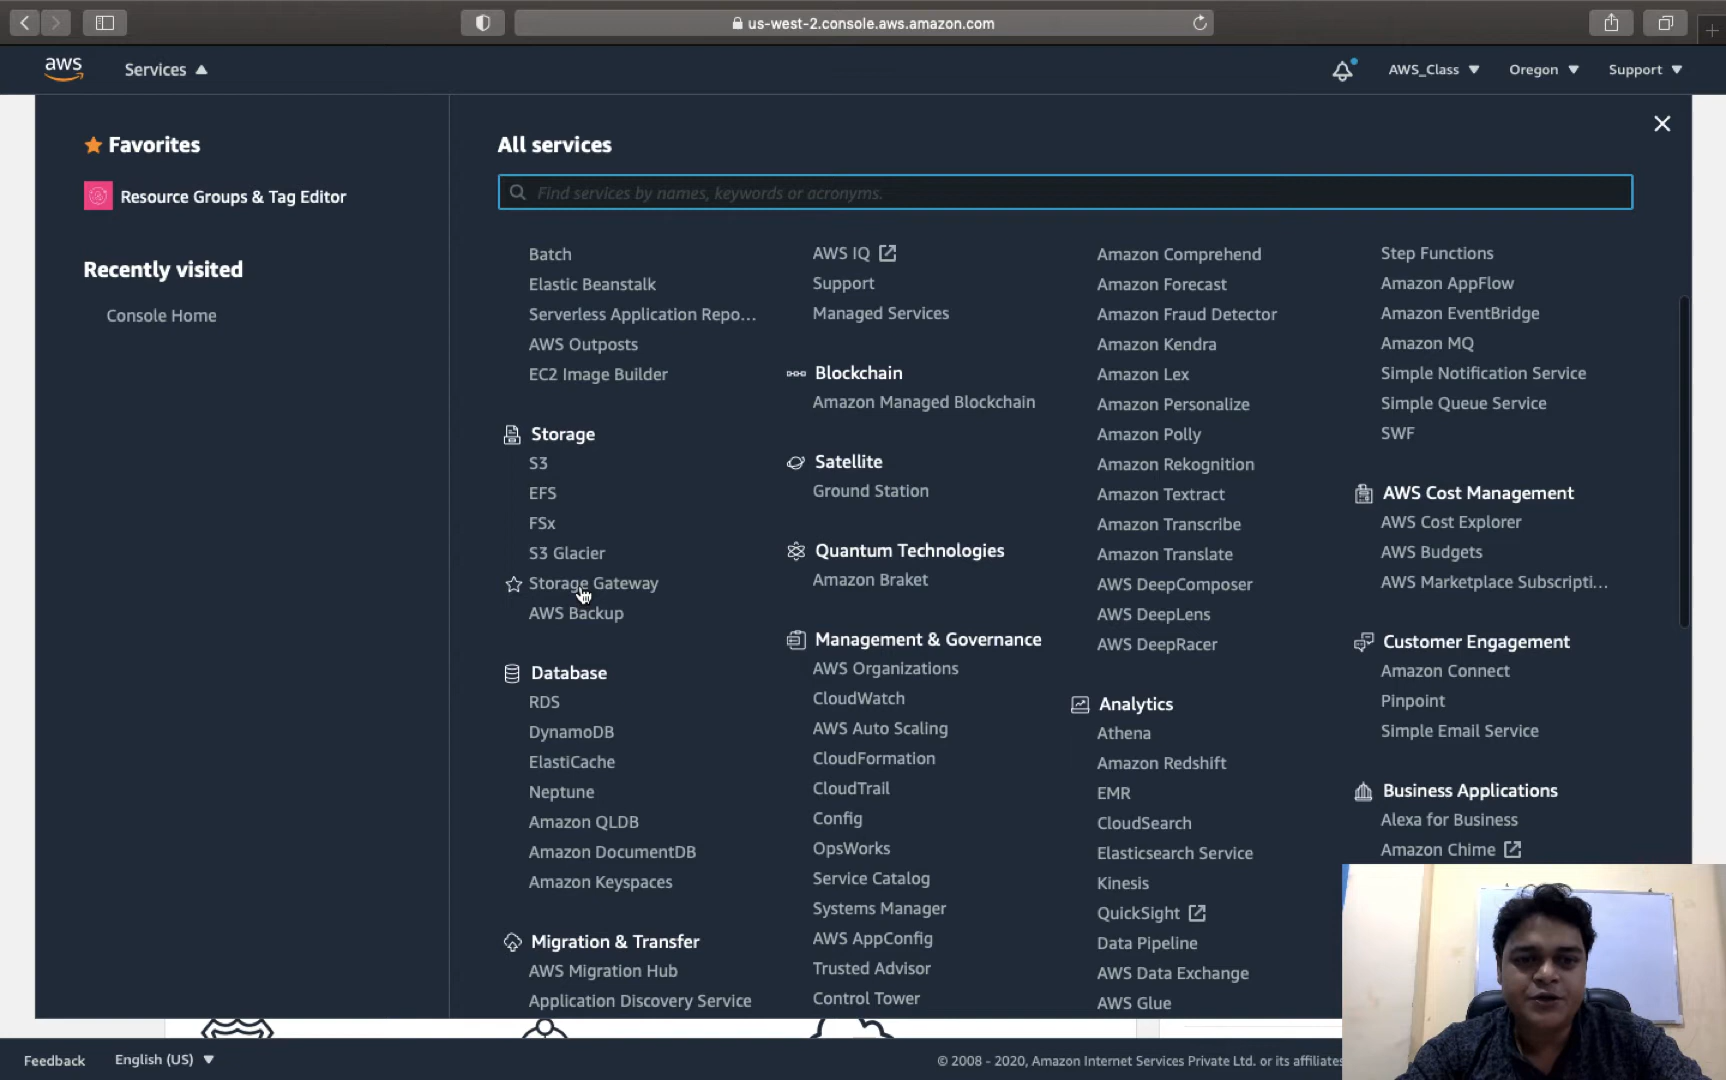 us-west-2.console.aws.amazon.com
aws
Services
AWS_Class
Oregon
Support
Favorites
Resource Groups & Tag Editor
Recently visited
Console Home
All services
Find services by names, keywords or acronyms.
Batch
Elastic Beanstalk
Serverless Application Repo...
AWS Outposts
EC2 Image Builder
Storage
S3
EFS
FSx
S3 Glacier
Storage Gateway
AWS Backup
Database
RDS
DynamoDB
ElastiCache
Neptune
Amazon QLDB
Amazon DocumentDB
Amazon Keyspaces
Migration & Transfer
AWS Migration Hub
Application Discovery Service
AWS IQ
Support
Managed Services
Blockchain
Amazon Managed Blockchain
Satellite
Ground Station
Quantum Technologies
Amazon Braket
Management & Governance
AWS Organizations
CloudWatch
AWS Auto Scaling
CloudFormation
CloudTrail
Config
OpsWorks
Service Catalog
Systems Manager
AWS AppConfig
Trusted Advisor
Control Tower
Amazon Comprehend
Amazon Forecast
Amazon Fraud Detector
Amazon Kendra
Amazon Lex
Amazon Personalize
Amazon Polly
Amazon Rekognition
Amazon Textract
Amazon Transcribe
Amazon Translate
AWS DeepComposer
AWS DeepLens
AWS DeepRacer
Analytics
Athena
Amazon Redshift
EMR
CloudSearch
Elasticsearch Service
Kinesis
QuickSight
Data Pipeline
AWS Data Exchange
AWS Glue
Step Functions
Amazon AppFlow
Amazon EventBridge
Amazon MQ
Simple Notification Service
Simple Queue Service
SWF
AWS Cost Management
AWS Cost Explorer
AWS Budgets
AWS Marketplace Subscripti...
Customer Engagement
Amazon Connect
Pinpoint
Simple Email Service
Business Applications
Alexa for Business
Amazon Chime
Feedback
English (US)
© 2008 - 2020, Amazon Internet Services Private Ltd. or its affiliates